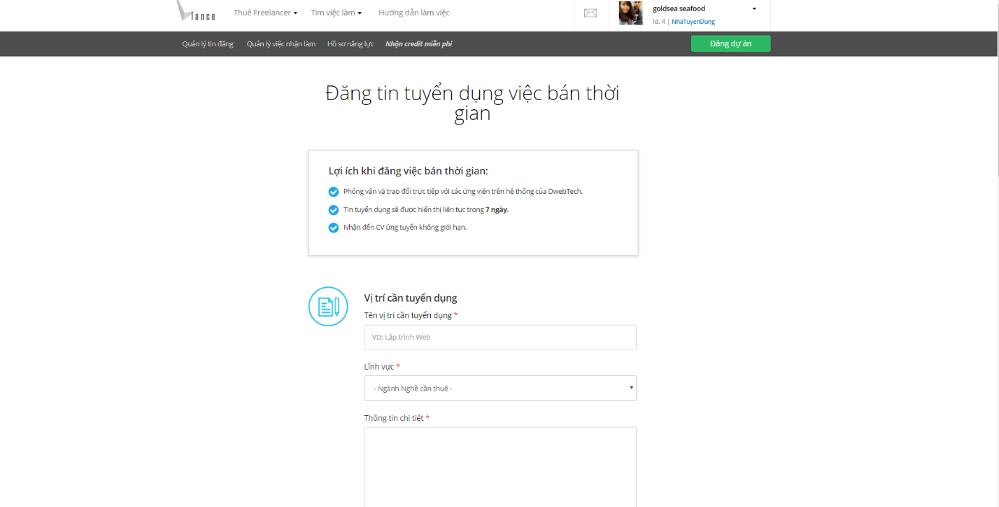 Vlance
Thuê Freelancer
Tìm việc làm
Hướng dẫn làm việc
goldsea seafood
Id. 4 | NhaTuyenDung
Quản lý tin đăng
Quản lý việc nhận làm
Hồ sơ năng lực
Nhận credit miễn phí
Đăng dự án
Đăng tin tuyển dụng việc bán thời
gian
Lợi ích khi đăng việc bán thời gian:
Phỏng vấn và trao đổi trực tiếp với các ứng viên trên hệ thống của DwebTech.
Tin tuyển dụng sẽ được hiển thị liên tục trong 7 ngày.
Nhận đến CV ứng tuyển không giới hạn.
Vị trí cần tuyển dụng
Tên vị trí cần tuyển dụng *
VD: Lập trình Web
Lĩnh vực *
- Ngành Nghề cần thuê -
Thông tin chi tiết *